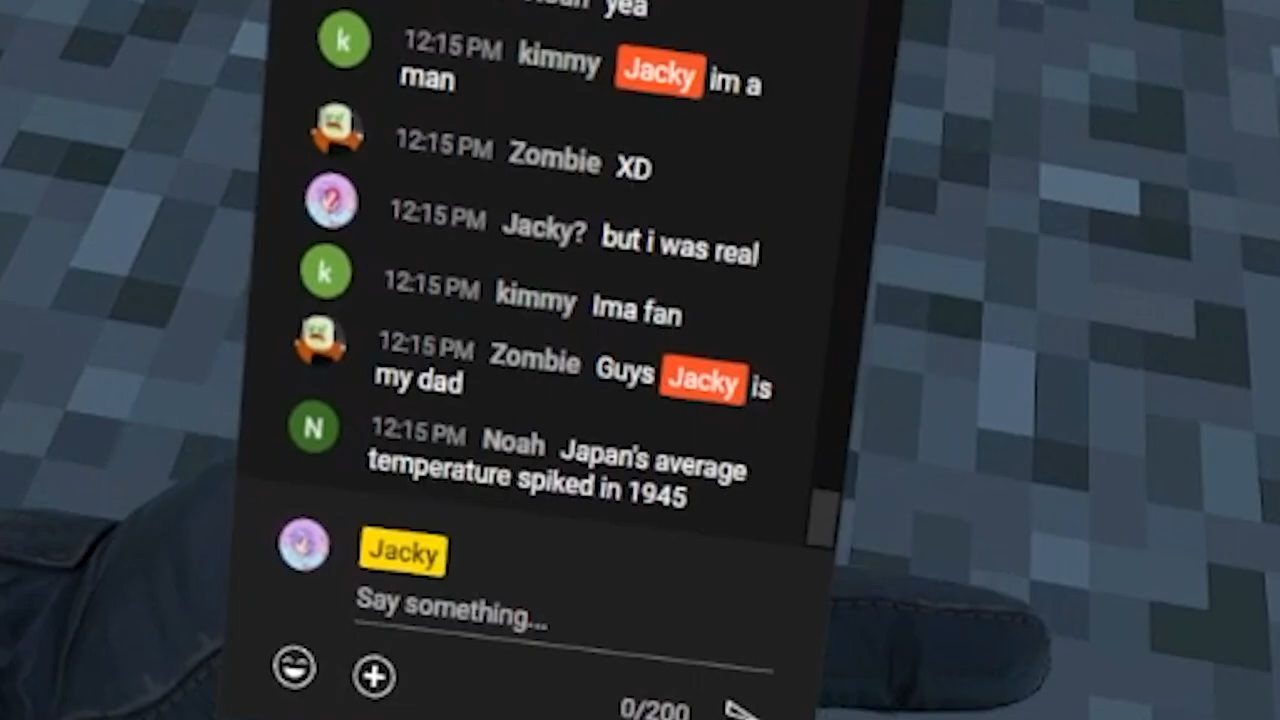 yea
k 12:15 PM kimmy Jacky im a
man
12:15 PM Zombie XD
12:15 PM Jacky? but i was real
k 12:15 PM kimmy Ima fan
12:15 PM Zombie Guys Jacky is
my dad
N 12:15 PM Noah Japan's average
temperature spiked in 1945
Jacky
Say something...
0/200